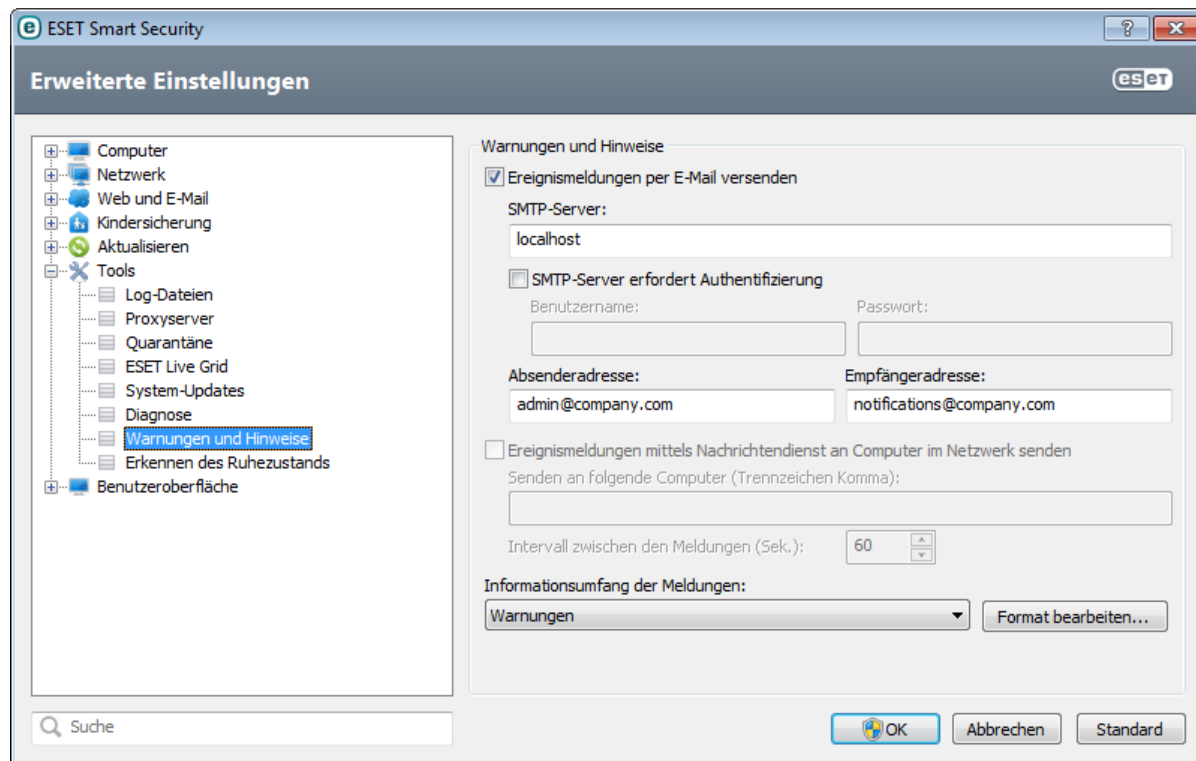 ESET Smart Security
Erweiterte Einstellungen
eset
Computer
Netzwerk
Web und E-Mail
Kindersicherung
Aktualisieren
Tools
Log-Dateien
Proxyserver
Quarantäne
ESET Live Grid
System-Updates
Diagnose
Warnungen und Hinweise
Erkennen des Ruhezustands
Benutzeroberfläche
Suche
Warnungen und Hinweise
Ereignismeldungen per E-Mail versenden
SMTP-Server:
localhost
SMTP-Server erfordert Authentifizierung
Benutzername: Passwort:
Absenderadresse: Empfängeradresse:
admin@company.com notifications@company.com
Ereignismeldungen mittels Nachrichtendienst an Computer im Netzwerk senden
Senden an folgende Computer (Trennzeichen Komma):
Intervall zwischen den Meldungen (Sek.): 60
Informationsumfang der Meldungen:
Warnungen Format bearbeiten...
OK Abbrechen Standard